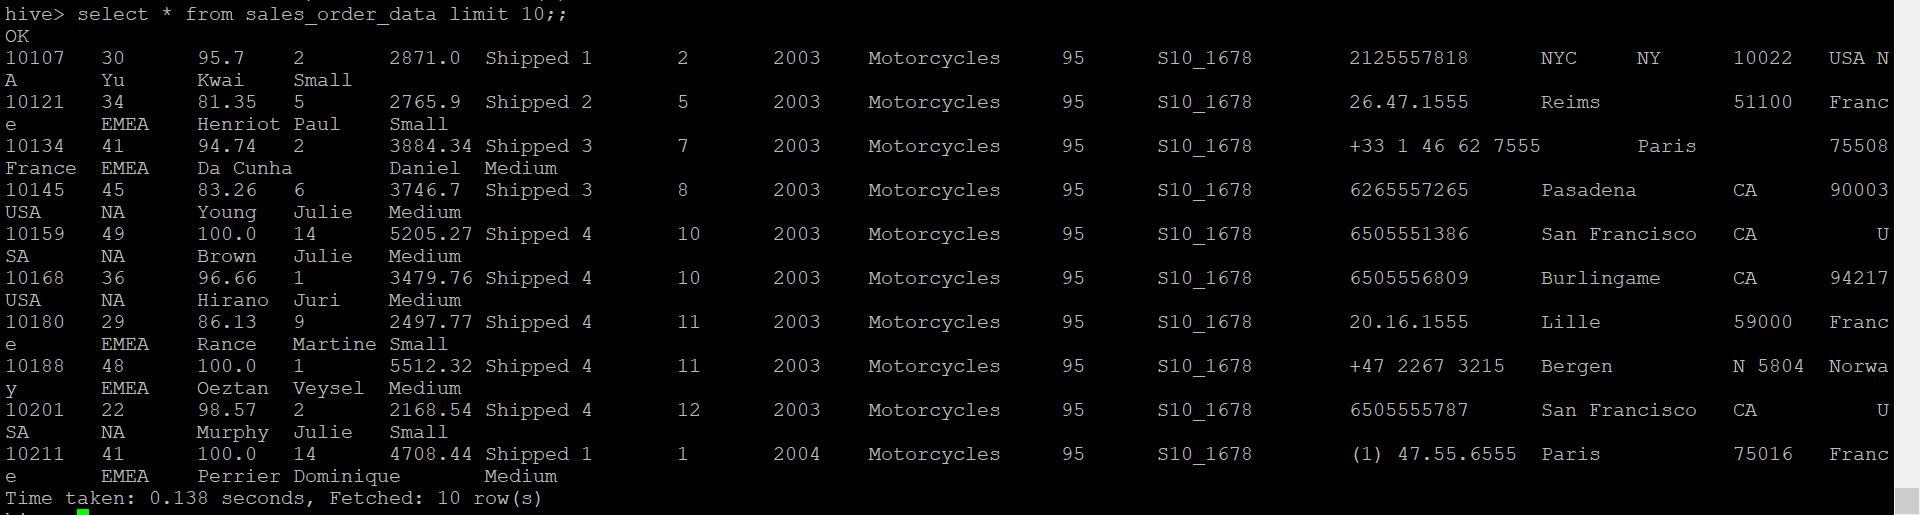 hive> select * from sales_order_data limit 10;;
OK
10107 30 95.7 2 2871.0 Shipped 1 2 2003 Motorcycles 95 S10_1678 2125557818 NYC NY 10022 USA N
A Yu Kwai Small
10121 34 81.35 5 2765.9 Shipped 2 5 2003 Motorcycles 95 S10_1678 26.47.1555 Reims 51100 Franc
e EMEA Henriot Paul Small
10134 41 94.74 2 3884.34 Shipped 3 7 2003 Motorcycles 95 S10_1678 +33 1 46 62 7555 Paris 75508
France EMEA Da Cunha Daniel Medium
10145 45 83.26 6 3746.7 Shipped 3 8 2003 Motorcycles 95 S10_1678 6265557265 Pasadena CA 90003
USA NA Young Julie Medium
10159 49 100.0 14 5205.27 Shipped 4 10 2003 Motorcycles 95 S10_1678 6505551386 San Francisco CA U
SA NA Brown Julie Medium
10168 36 96.66 1 3479.76 Shipped 4 10 2003 Motorcycles 95 S10_1678 6505556809 Burlingame CA 94217
USA NA Hirano Juri Medium
10180 29 86.13 9 2497.77 Shipped 4 11 2003 Motorcycles 95 S10_1678 20.16.1555 Lille 59000 Franc
e EMEA Rance Martine Small
10188 48 100.0 1 5512.32 Shipped 4 11 2003 Motorcycles 95 S10_1678 +47 2267 3215 Bergen N 5804 Norwa
y EMEA Oeztan Veysel Medium
10201 22 98.57 2 2168.54 Shipped 4 12 2003 Motorcycles 95 S10_1678 6505555787 San Francisco CA U
SA NA Murphy Julie Small
10211 41 100.0 14 4708.44 Shipped 1 1 2004 Motorcycles 95 S10_1678 (1) 47.55.6555 Paris 75016 Franc
e EMEA Perrier Dominique Medium
Time taken: 0.138 seconds, Fetched: 10 row(s)